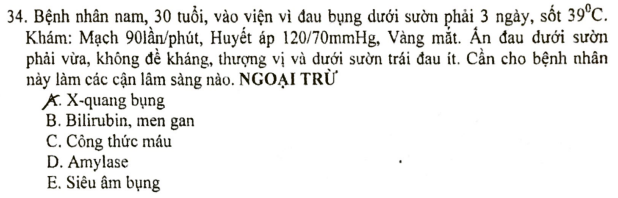 34. Bệnh nhân nam, 30 tuổi, vào viện vì đau bụng dưới sườn phải 3 ngày, sốt 39⁰C.
Khám: Mạch 90lần/phút, Huyết áp 120/70mmHg, Vàng mắt. Ấn đau dưới sườn
phải vừa, không đề kháng, thượng vị và dưới sườn trái đau ít. Cần cho bệnh nhân
này làm các cận lâm sàng nào. NGOẠI TRỪ
A. X-quang bụng
B. Bilirubin, men gan
C. Công thức máu
D. Amylase
E. Siêu âm bụng